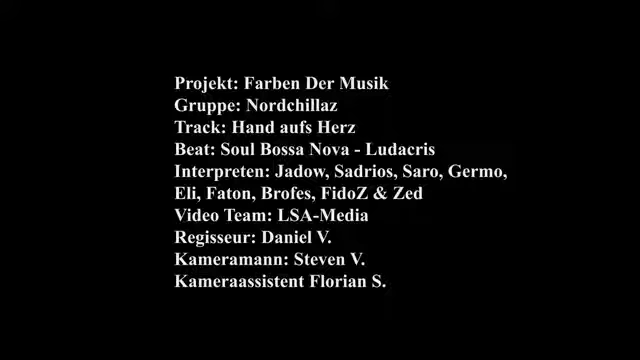 Projekt: Farben Der Musik
Gruppe: Nordchillaz
Track: Hand aufs Herz
Beat: Soul Bossa Nova - Ludacris
Interpreten: Jadow, Sadrios, Saro, Germo,
Eli, Faton, Brofes, FidoZ & Zed
Video Team: LSA-Media
Regisseur: Daniel V.
Kameramann: Steven V.
Kameraassistent Florian S.